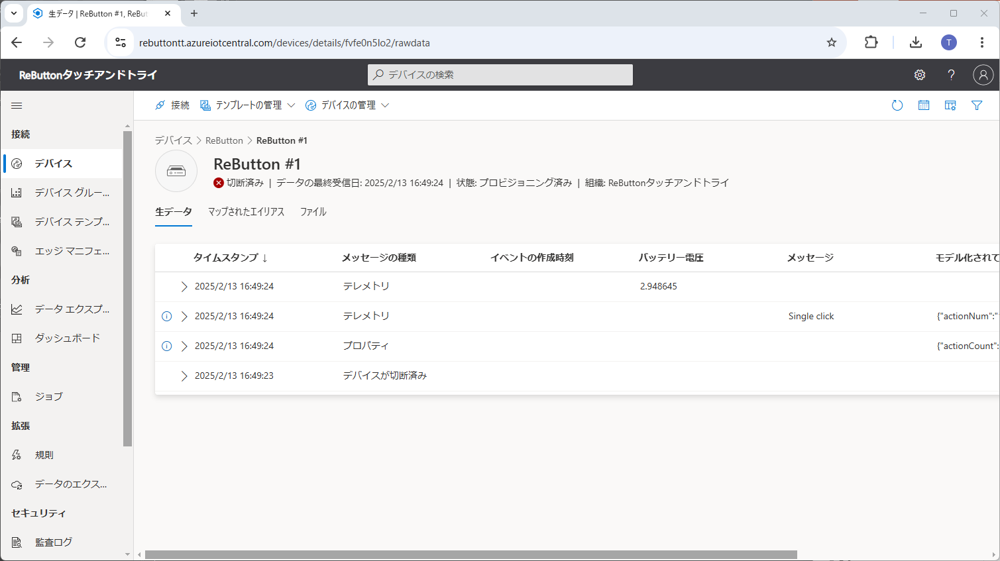 生データ | ReButton #1, ReBut
rebuttontt.azureiotcentral.com/devices/details/fvfe0n5lo2/rawdata
T
ReButtonタッチアンドトライ
デバイスの検索
接続
テンプレートの管理
デバイスの管理
接続
デバイス
デバイス グルー...
デバイス テンプ...
エッジ マニフェ...
分析
データ エクスプ...
ダッシュボード
管理
ジョブ
拡張
規則
データのエクス...
セキュリティ
監査ログ
デバイス > ReButton > ReButton #1
ReButton #1
切断済み | データの最終受信日: 2025/2/13 16:49:24 | 状態: プロビジョニング済み | 組織: ReButtonタッチアンドトライ
生データ マップされたエイリアス ファイル
タイムスタンプ ↓ メッセージの種類 イベントの作成時刻 バッテリー電圧 メッセージ モデル化されて
2025/2/13 16:49:24 テレメトリ 2.948645
2025/2/13 16:49:24 テレメトリ Single click {"actionNum":"
2025/2/13 16:49:24 プロパティ {"actionCount":
2025/2/13 16:49:23 デバイスが切断済み